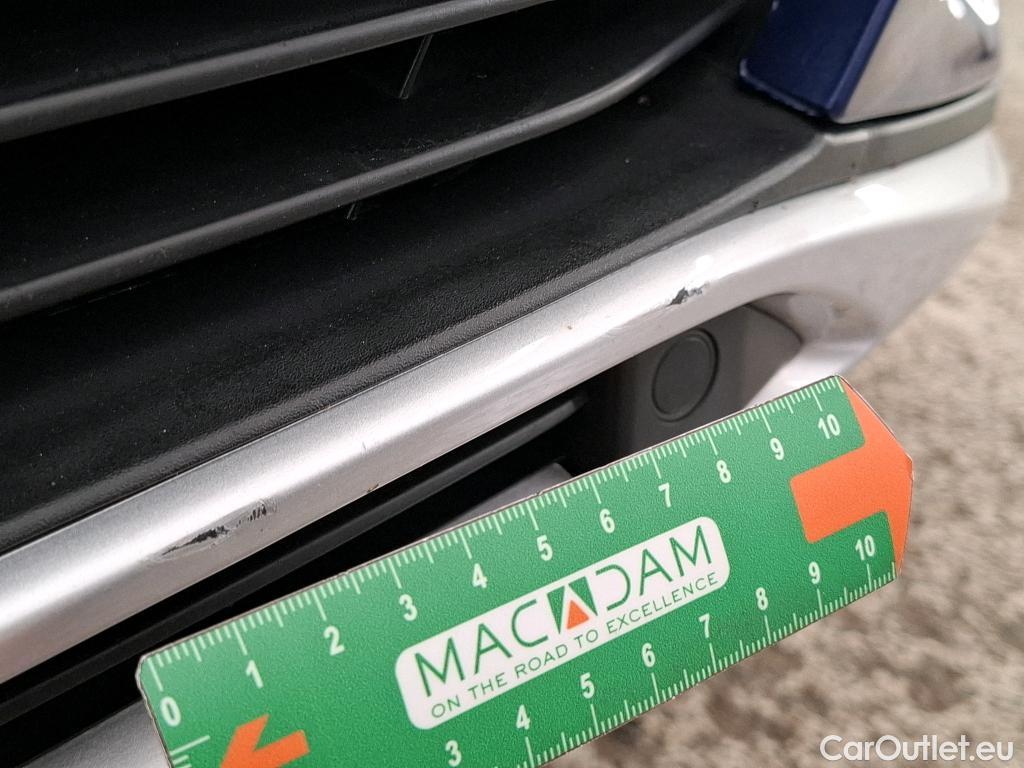 0 1 2 3 4 5 6 7 8 9 10
MACADAM
ON THE ROAD TO EXCELLENCE
3 4 5 6 7 8 9 10
CarOutlet.eu